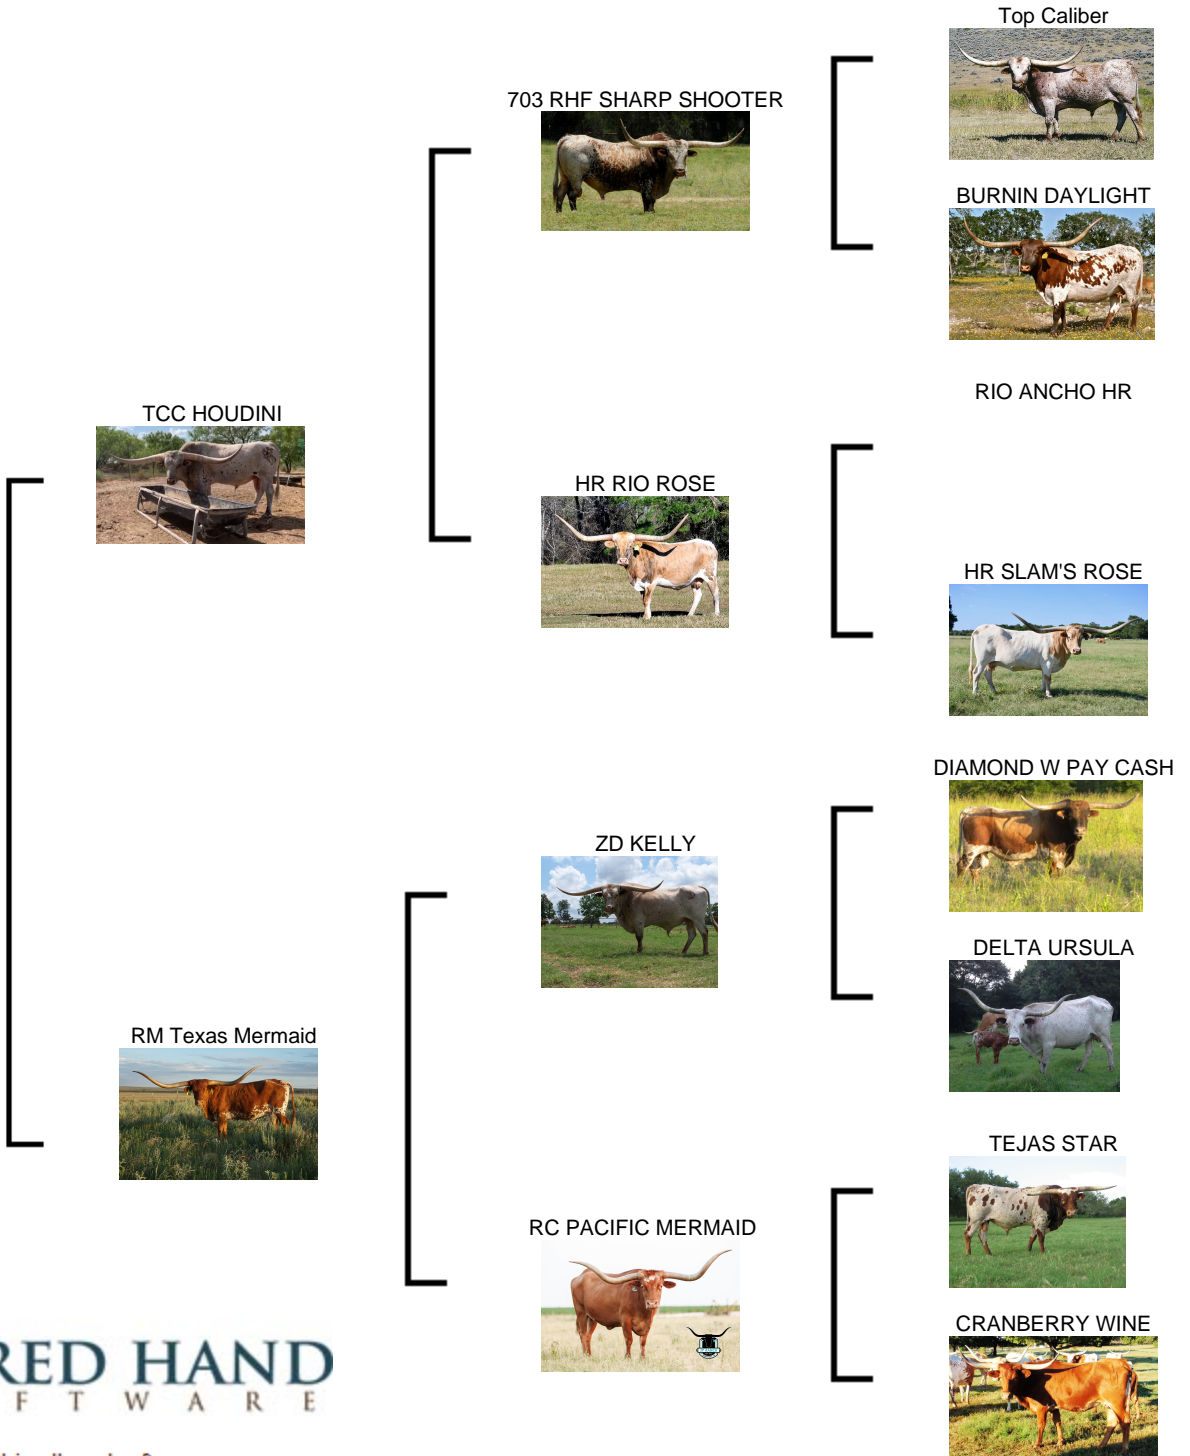 Top Caliber
703 RHF SHARP SHOOTER
BURNIN DAYLIGHT
RIO ANCHO HR
TCC HOUDINI
HR RIO ROSE
HR SLAM'S ROSE
DIAMOND W PAY CASH
ZD KELLY
DELTA URSULA
RM Texas Mermaid
TEJAS STAR
RC PACIFIC MERMAID
CRANBERRY WINE
RED HAND
F T W A R E